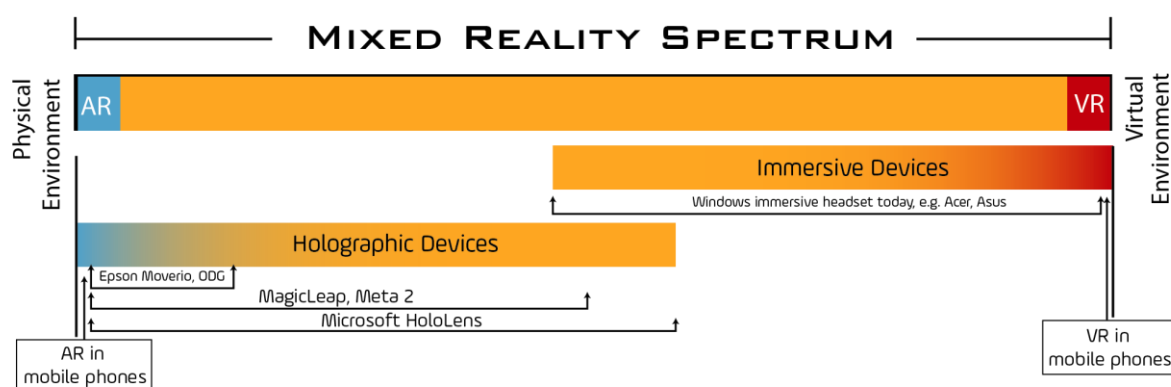 MIXED REALITY SPECTRUM
Physical
Environment
AR
VR
Virtual
Environment
Immersive Devices
Windows immersive headset today, e.g. Acer, Asus
Holographic Devices
Epson Moverio, ODG
MagicLeap, Meta 2
Microsoft HoloLens
AR in
mobile phones
VR in
mobile phones